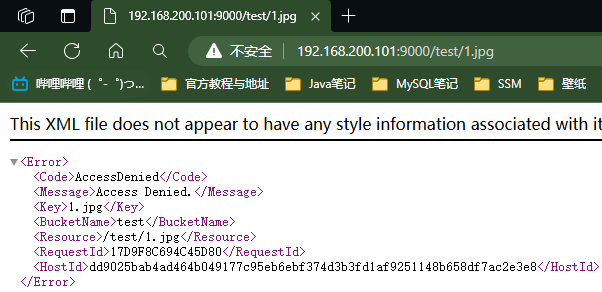 192.168.200.101:9000/test/1.jpg
不安全 192.168.200.101:9000/test/1.jpg
哔哩哔哩 (゜-゜)つ... 官方教程与地址 Java笔记 MySQL笔记 SSM 壁纸
This XML file does not appear to have any style information associated with it
<Error>
<Code>AccessDenied</Code>
<Message>Access Denied.</Message>
<Key>1.jpg</Key>
<BucketName>test</BucketName>
<Resource>/test/1.jpg</Resource>
<RequestId>17D9F8C694C45D80</RequestId>
<HostId>dd9025bab4ad464b049177c95eb6ebf374d3b3fd1af9251148b658df7ac2e3e8</HostId>
</Error>